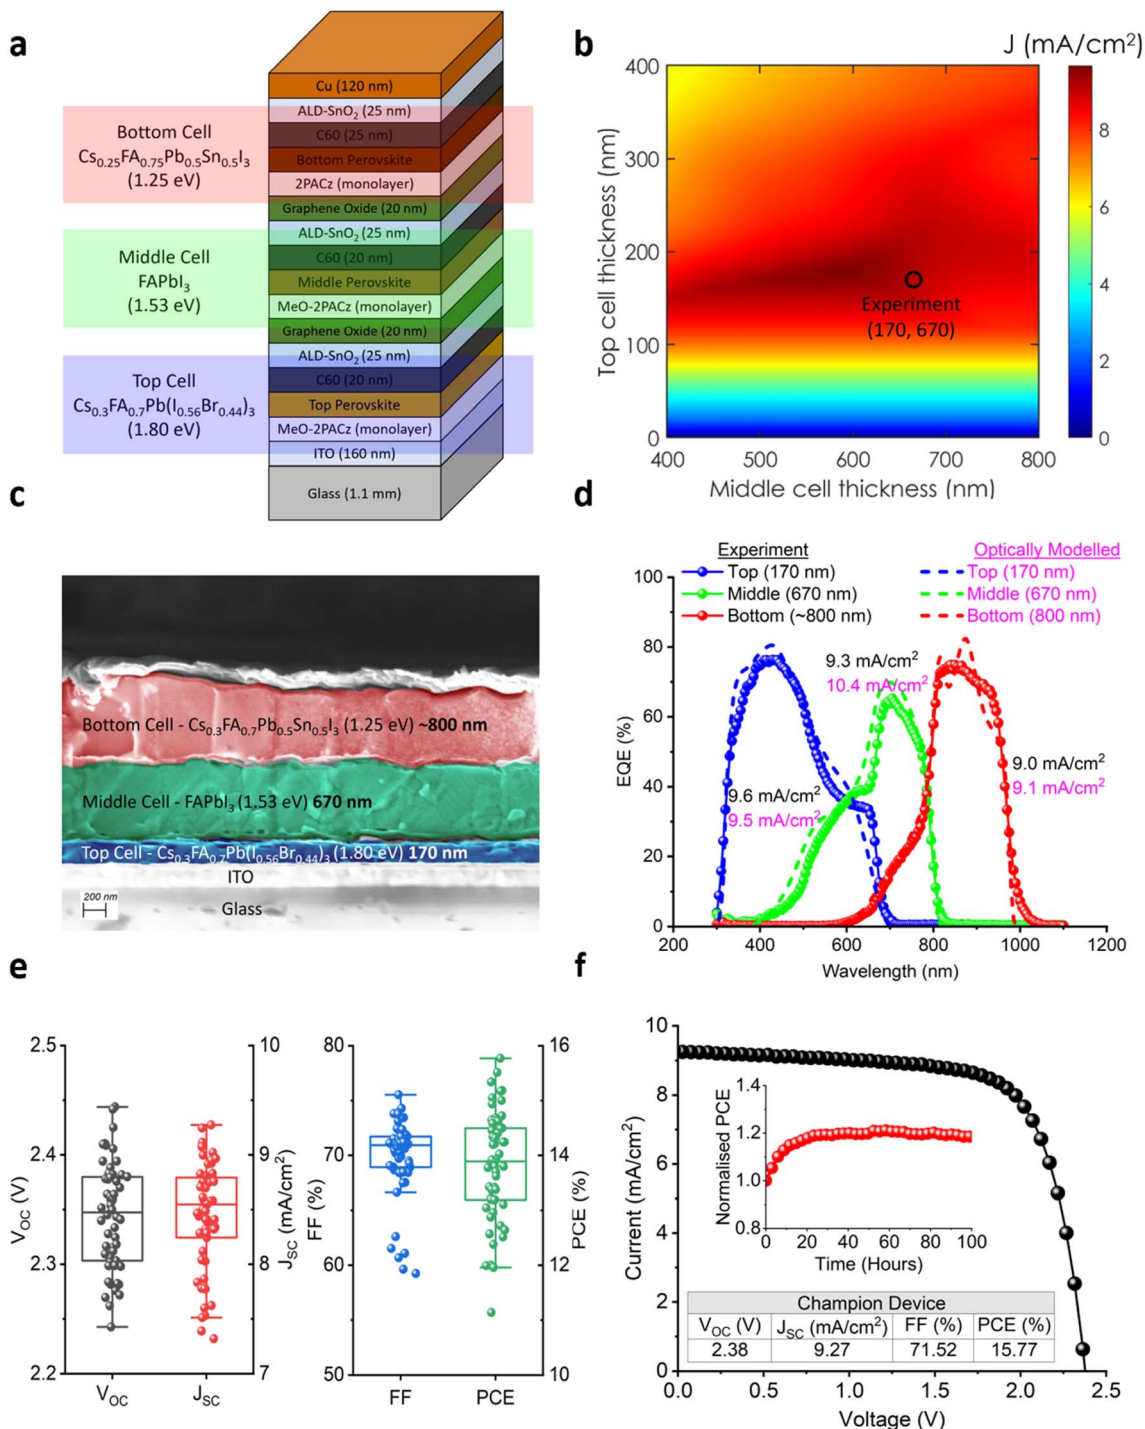 a
Cu (120 nm)
ALD-SnO₂ (25 nm)
C60 (25 nm)
Bottom Perovskite
2PACz (monolayer)
Graphene Oxide (20 nm)
ALD-SnO₂ (25 nm)
C60 (20 nm)
Middle Perovskite
MeO-2PACz (monolayer)
Graphene Oxide (20 nm)
ALD-SnO₂ (25 nm)
C60 (20 nm)
Top Perovskite
MeO-2PACz (monolayer)
ITO (160 nm)
Glass (1.1 mm)
Bottom Cell
Cs₀.₂₅FA₀.₇₅Pb₀.₅Sn₀.₅I₃
(1.25 eV)
Middle Cell
FAPbI₃
(1.53 eV)
Top Cell
Cs₀.₃FA₀.₇Pb(I₀.₅₆Br₀.₄₄)₃
(1.80 eV)
b
J (mA/cm²)
400
300
200
100
0
Top cell thickness (nm)
Experiment
(170, 670)
400 500 600 700 800
Middle cell thickness (nm)
8
6
4
2
0
c
Bottom Cell - Cs₀.₃FA₀.₇Pb₀.₅Sn₀.₅I₃ (1.25 eV) ~800 nm
Middle Cell - FAPbI₃ (1.53 eV) 670 nm
Top Cell - Cs₀.₃FA₀.₇Pb(I₀.₅₆Br₀.₄₄)₃ (1.80 eV) 170 nm
ITO
Glass
200 nm
d
Experiment
Top (170 nm)
Middle (670 nm)
Bottom (~800 nm)
Optically Modelled
Top (170 nm)
Middle (670 nm)
Bottom (800 nm)
100
80
60
40
20
0
EQE (%)
9.3 mA/cm²
10.4 mA/cm²
9.6 mA/cm²
9.5 mA/cm²
9.0 mA/cm²
9.1 mA/cm²
200 400 600 800 1000 1200
Wavelength (nm)
e
2.5
2.4
2.3
2.2
V_OC (V)
10
9
8
7
J_SC (mA/cm²)
V_OC J_SC
80
70
60
50
FF (%)
16
14
12
10
PCE (%)
FF PCE
f
10
8
6
4
2
0
Current (mA/cm²)
1.4
1.2
1.0
0.8
Normalised PCE
0 20 40 60 80 100
Time (Hours)
Champion Device
V_OC (V) J_SC (mA/cm²) FF (%) PCE (%)
2.38 9.27 71.52 15.77
0.0 0.5 1.0 1.5 2.0 2.5
Voltage (V)